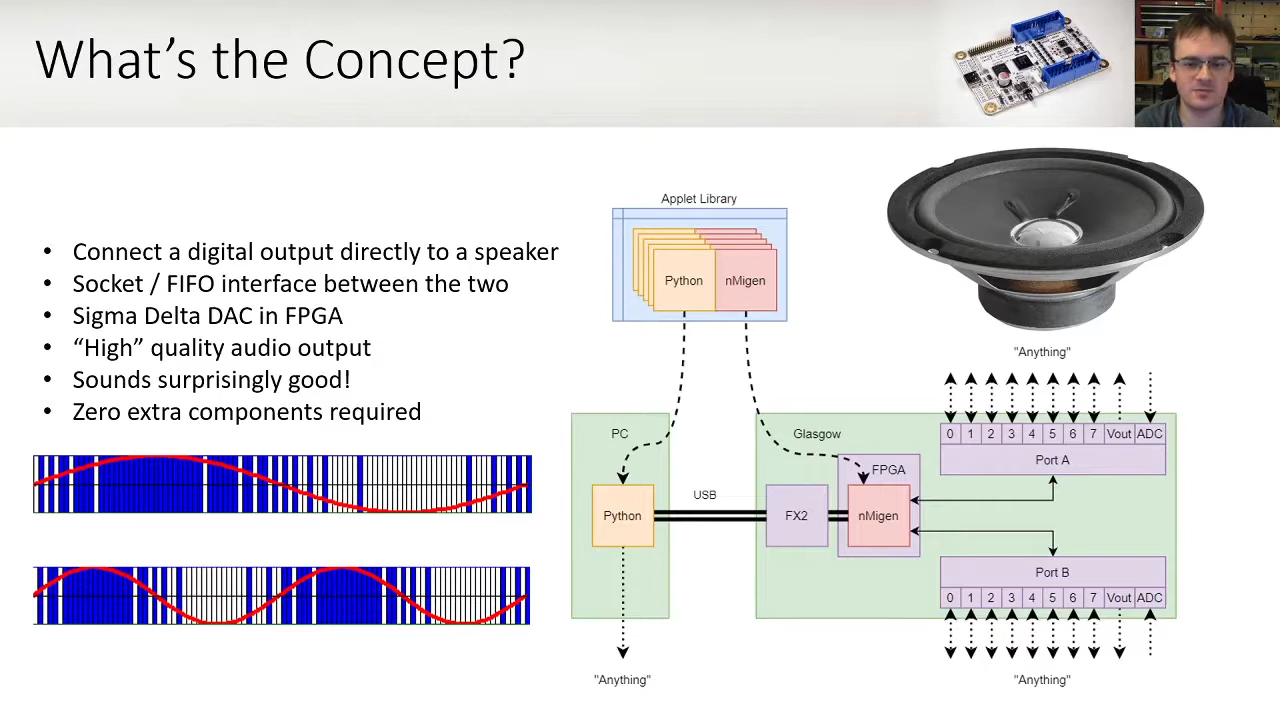 What's the Concept?
• Connect a digital output directly to a speaker
• Socket / FIFO interface between the two
• Sigma Delta DAC in FPGA
• “High” quality audio output
• Sounds surprisingly good!
• Zero extra components required
Applet Library
Python
nMigen
"Anything"
PC
Glasgow
0 1 2 3 4 5 6 7 Vout ADC
Port A
FPGA
USB
Python
FX2
nMigen
Port B
0 1 2 3 4 5 6 7 Vout ADC
"Anything"
"Anything"